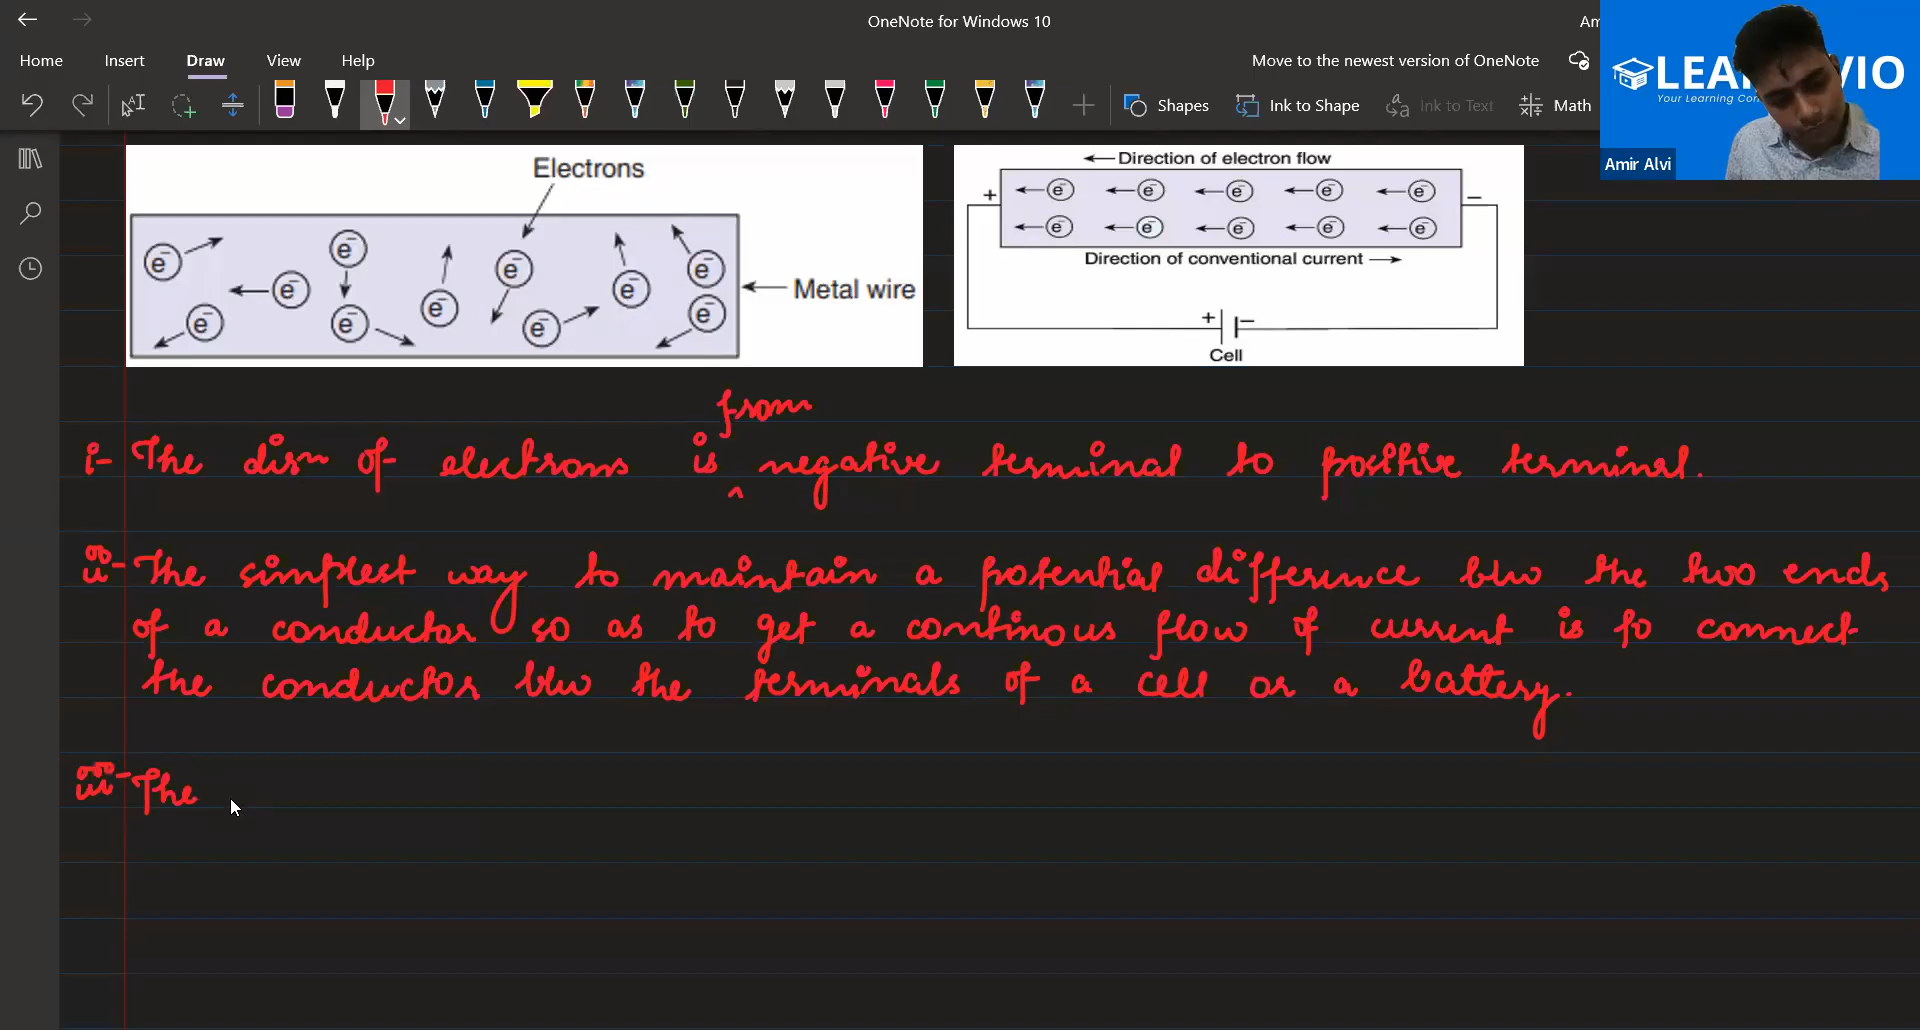 OneNote for Windows 10
Am
Home Insert Draw View Help
Move to the newest version of OneNote
LEA VIO
Your Learning Com
Shapes Ink to Shape Ink to Text Math
Amir Alvi
Electrons
e⁻ e⁻ e⁻ e⁻ e⁻ e⁻ e⁻ e⁻ e⁻ e⁻ e⁻
Metal wire
Direction of electron flow
+ e⁻ e⁻ e⁻ e⁻ e⁻ −
e⁻ e⁻ e⁻ e⁻ e⁻
Direction of conventional current
+ −
Cell
from
i- The dirn of electrons is ^ negative terminal to positive terminal.
ii- The simplest way to maintain a potential difference b/w the two ends
of a conductor so as to get a continous flow of current is to connect
the conductor b/w the terminals of a cell or a battery.
iii- The